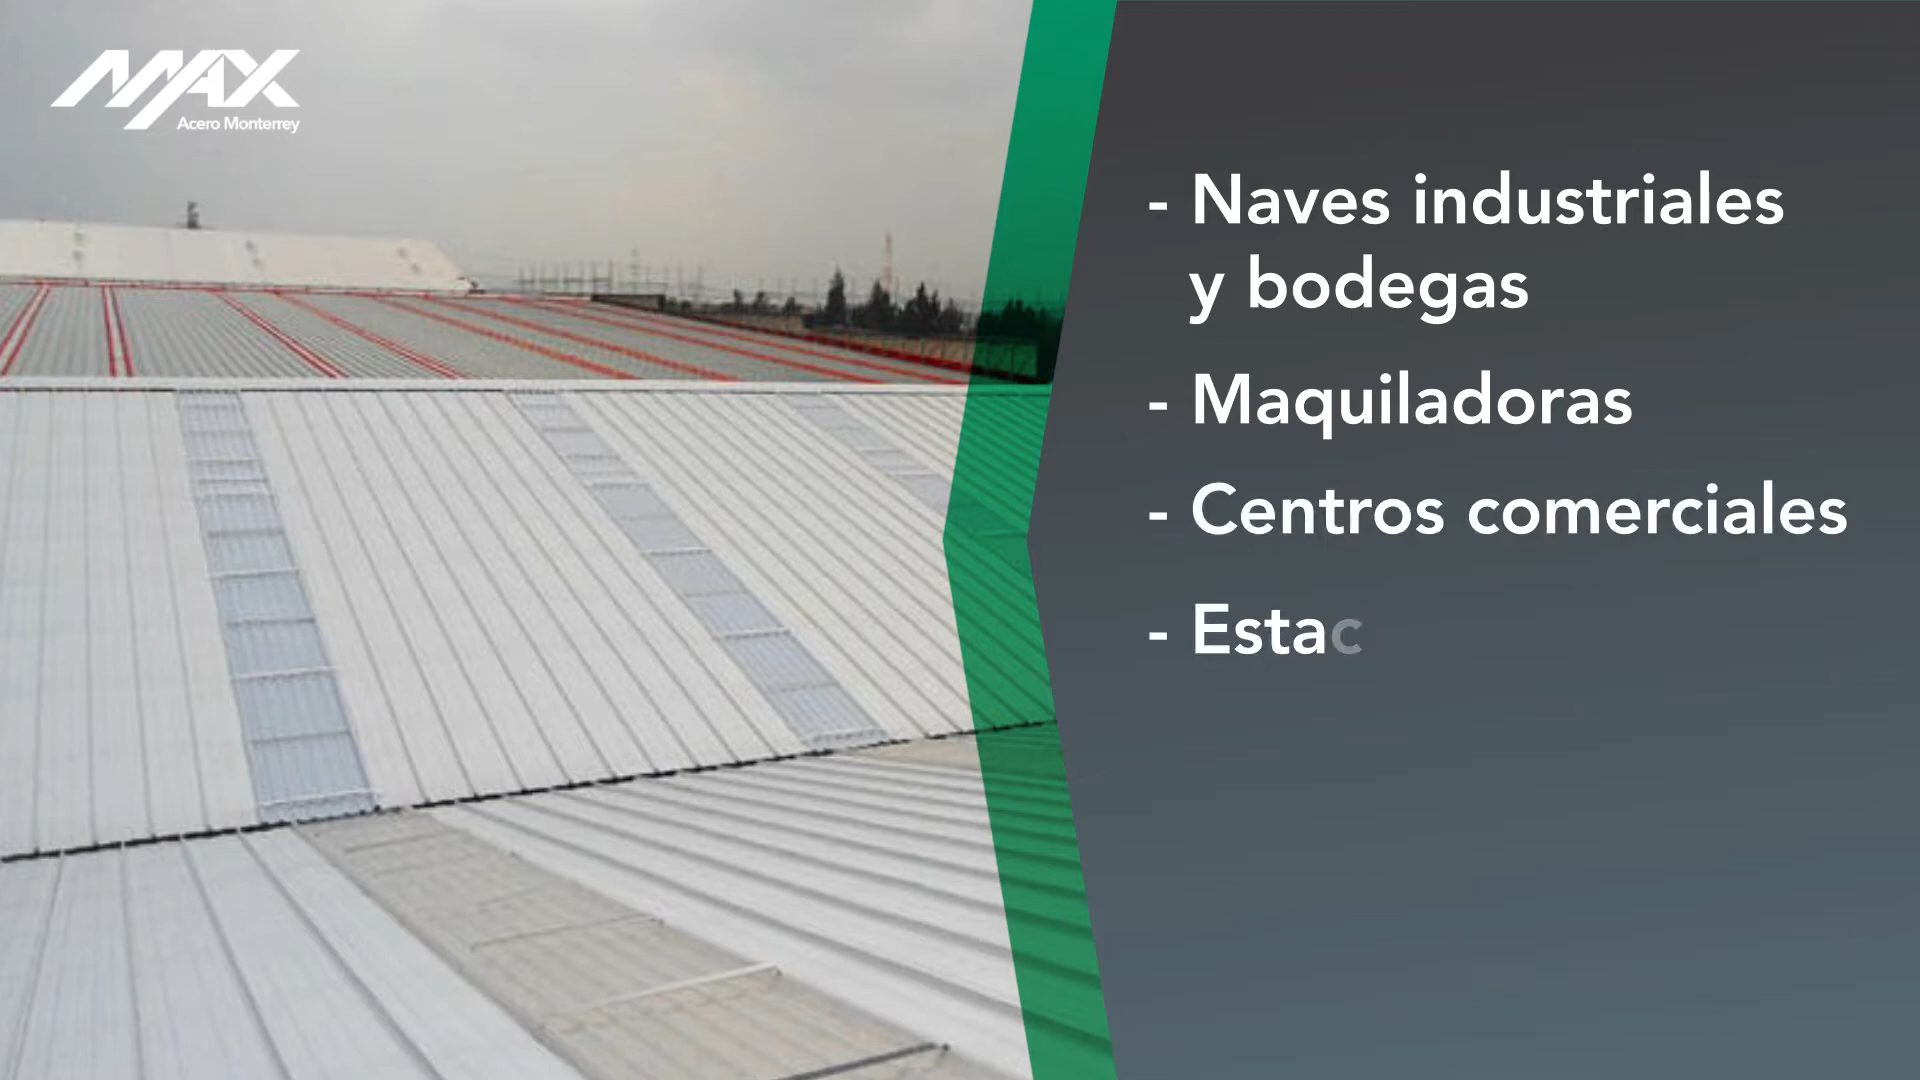 MAX
Acero Monterrey
- Naves industriales
y bodegas
- Maquiladoras
- Centros comerciales
- Estac